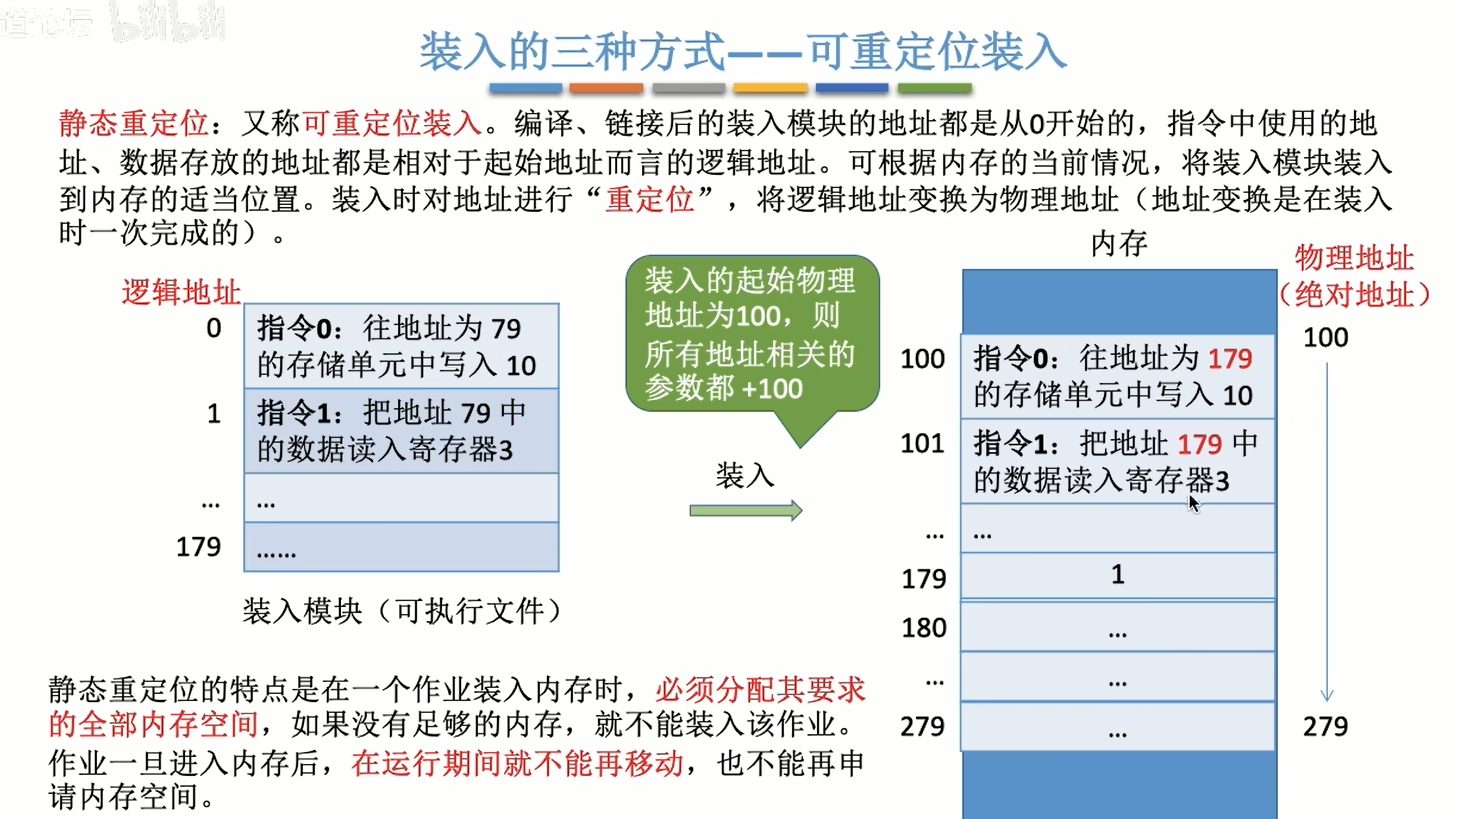 道论坛 bilibili
装入的三种方式——可重定位装入
静态重定位：又称可重定位装入。编译、链接后的装入模块的地址都是从0开始的，指令中使用的地
址、数据存放的地址都是相对于起始地址而言的逻辑地址。可根据内存的当前情况，将装入模块装入
到内存的适当位置。装入时对地址进行“重定位”，将逻辑地址变换为物理地址（地址变换是在装入
时一次完成的）。
逻辑地址
0
指令0：往地址为 79
的存储单元中写入 10
1
指令1：把地址 79 中
的数据读入寄存器3
...
...
179
......
装入模块（可执行文件）
装入的起始物理
地址为100，则
所有地址相关的
参数都 +100
装入
内存
物理地址
（绝对地址）
100
指令0：往地址为 179
的存储单元中写入 10
101
指令1：把地址 179 中
的数据读入寄存器3
...
...
179
1
180
...
...
...
279
...
100
279
静态重定位的特点是在一个作业装入内存时，必须分配其要求
的全部内存空间，如果没有足够的内存，就不能装入该作业。
作业一旦进入内存后，在运行期间就不能再移动，也不能再申
请内存空间。